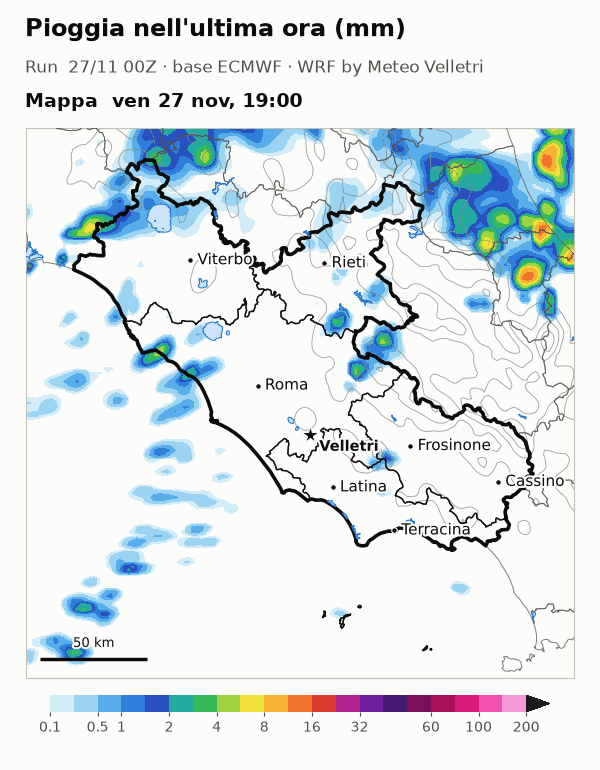 Pioggia nell'ultima ora (mm)
Run  27/11 00Z · base ECMWF · WRF by Meteo Velletri
Mappa  ven 27 nov, 19:00
Viterbo
Rieti
Roma
Velletri
Frosinone
Cassino
Latina
Terracina
50 km
0.1 0.5 1 2 4 8 16 32 60 100 200